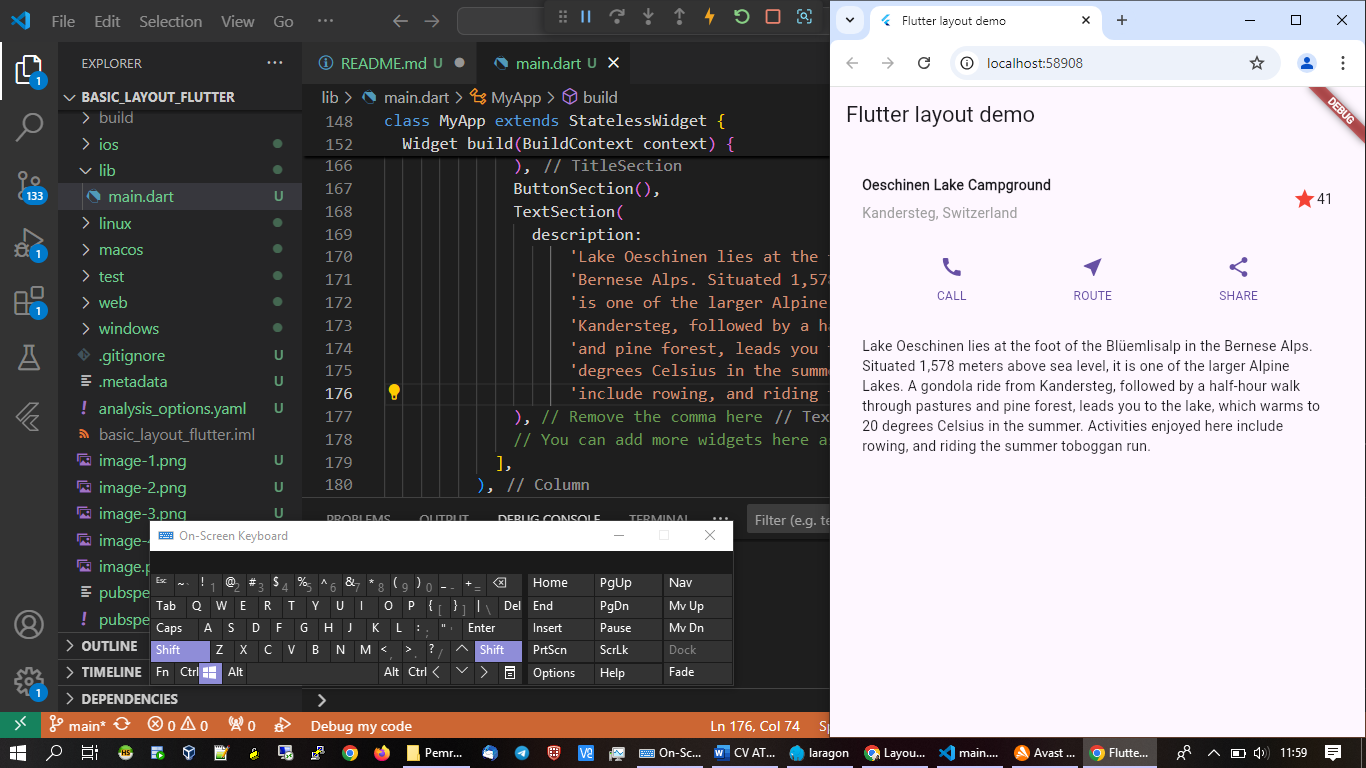 File Edit Selection View Go ···
EXPLORER
BASIC_LAYOUT_FLUTTER
build
ios
lib
main.dart U
linux
macos
test
web
windows
.gitignore U
.metadata U
analysis_options.yaml U
basic_layout_flutter.iml
image-1.png U
image-2.png U
image-3.png U
image-
image.p
pubspe
pubspe
OUTLINE
TIMELINE
DEPENDENCIES
1
133
1
1
1
README.md U
main.dart U
lib > main.dart > MyApp > build
148 class MyApp extends StatelessWidget {
152 Widget build(BuildContext context) {
166 ), // TitleSection
167 ButtonSection(),
168 TextSection(
169 description:
170 'Lake Oeschinen lies at the
171 'Bernese Alps. Situated 1,578
172 'is one of the larger Alpine
173 'Kandersteg, followed by a ha
174 'and pine forest, leads you
175 'degrees Celsius in the summe
176 'include rowing, and riding
177 ), // Remove the comma here // Tex
178 // You can add more widgets here as
179 ],
180 ), // Column
PROBLEMS OUTPUT DEBUG CONSOLE TERMINAL ··· Filter (e.g. te
On-Screen Keyboard
Esc ~ ` ! 1 @ 2 # 3 $ 4 % 5 ^ 6 & 7 * 8 ( 9 ) 0 _ - + = Home PgUp Nav
Tab Q W E R T Y U I O P { [ } ] | \ Del End PgDn Mv Up
Caps A S D F G H J K L : ; " ' Enter Insert Pause Mv Dn
Shift Z X C V B N M < , > . ? / Shift PrtScn ScrLk Dock
Fn Ctrl Alt Alt Ctrl Options Help Fade
main* 0 0 0 Debug my code Ln 176, Col 74 Sp
Flutter layout demo
localhost:58908
Flutter layout demo
DEBUG
Oeschinen Lake Campground
Kandersteg, Switzerland
41
CALL ROUTE SHARE
Lake Oeschinen lies at the foot of the Blüemlisalp in the Bernese Alps.
Situated 1,578 meters above sea level, it is one of the larger Alpine
Lakes. A gondola ride from Kandersteg, followed by a half-hour walk
through pastures and pine forest, leads you to the lake, which warms to
20 degrees Celsius in the summer. Activities enjoyed here include
rowing, and riding the summer toboggan run.
Pemr... On-Sc... CV AT... laragon Layou... main.... Avast ... Flutte... 11:59